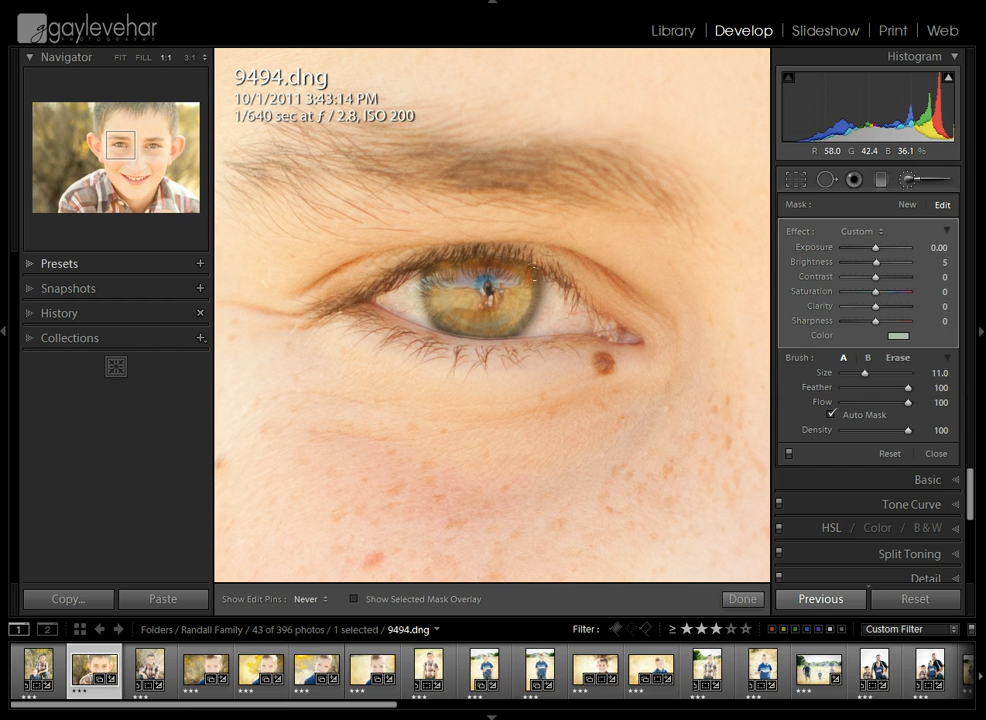 gaylevehar
PHOTOGRAPHY
Library | Develop | Slideshow | Print | Web
Navigator FIT FILL 1:1 3:1
Presets
Snapshots
History
Collections
Copy... Paste
9494.dng
10/1/2011 3:43:14 PM
1/640 sec at ƒ / 2.8, ISO 200
Show Edit Pins : Never Show Selected Mask Overlay Done
Histogram
R 58.0 G 42.4 B 36.1 %
Mask : New Edit
Effect : Custom
Exposure 0.00
Brightness 5
Contrast 0
Saturation 0
Clarity 0
Sharpness 0
Color
Brush : A B Erase
Size 11.0
Feather 100
Flow 100
Auto Mask
Density 100
Reset Close
Basic
Tone Curve
HSL / Color / B & W
Split Toning
Detail
Previous Reset
1 2 Folders / Randall Family / 43 of 396 photos / 1 selected / 9494.dng Filter : ≥ ★★★☆☆ Custom Filter